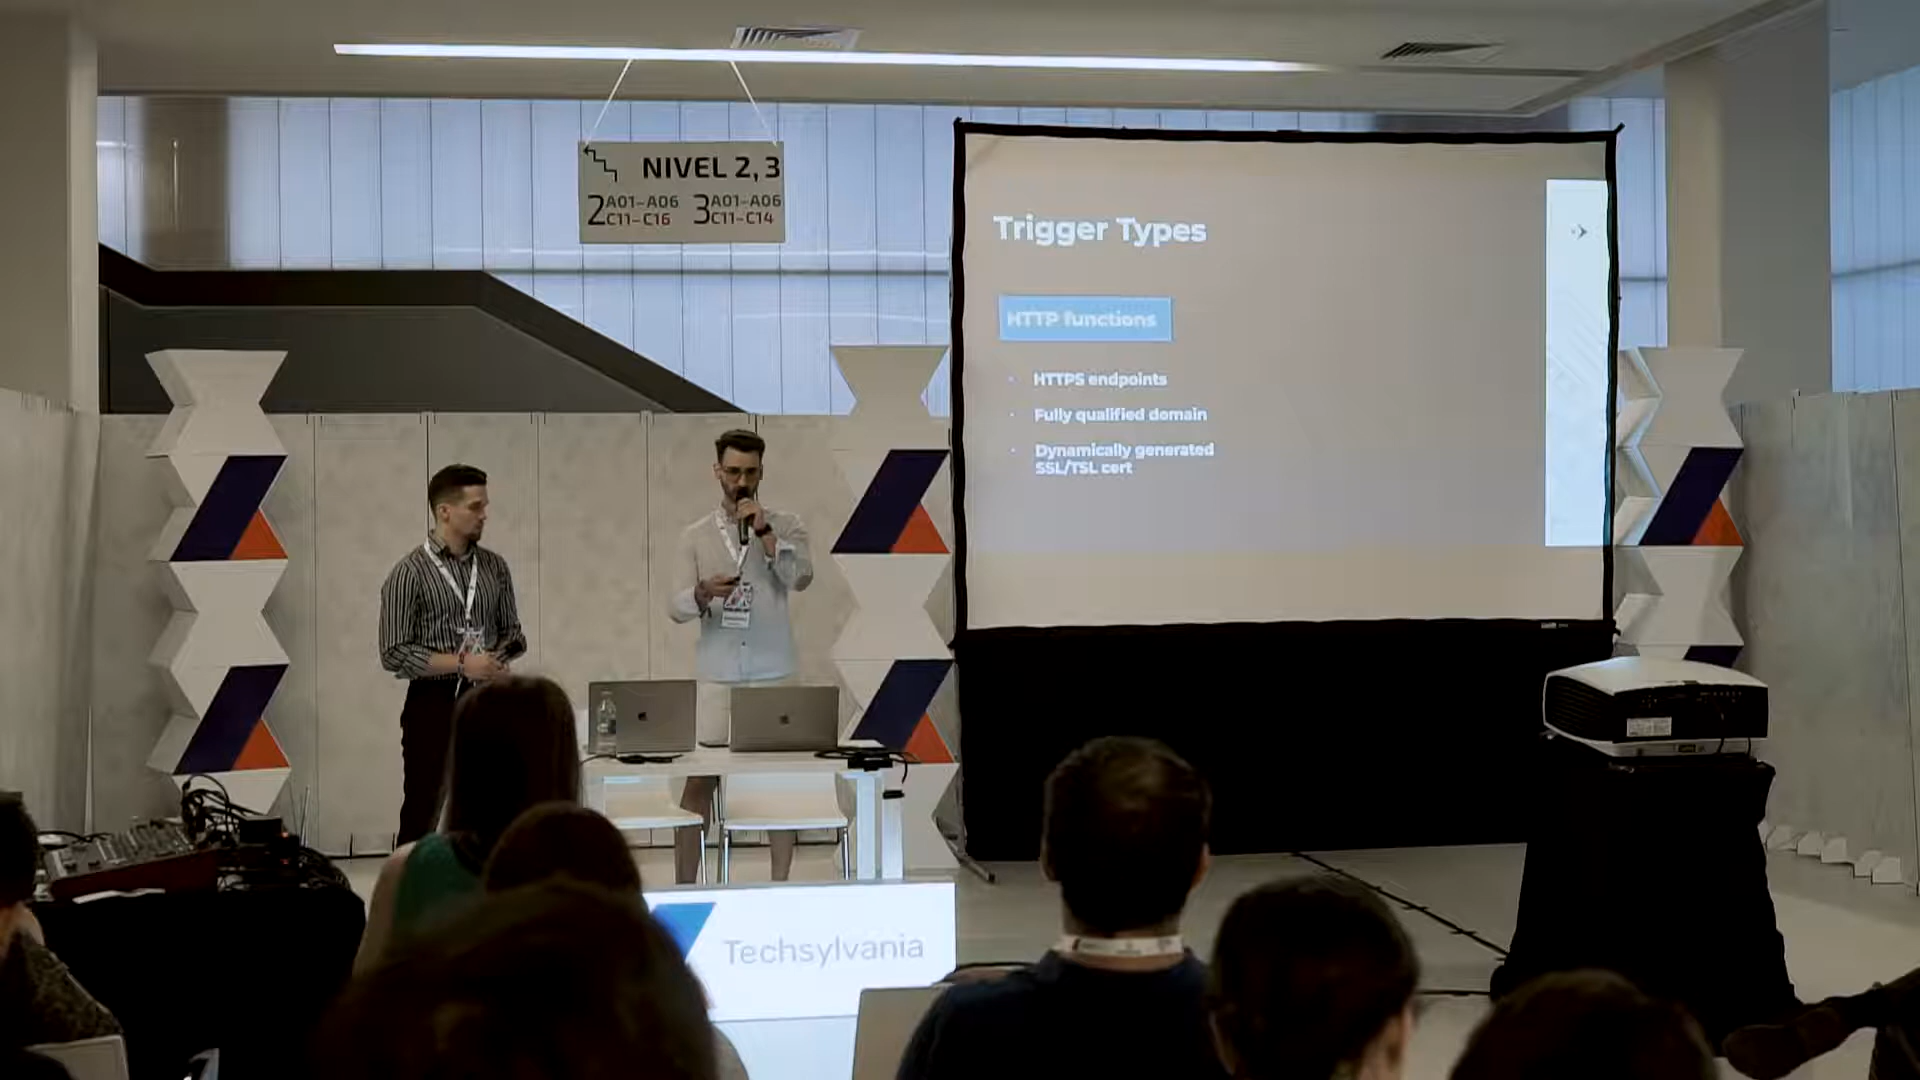 NIVEL 2, 3
2 A01-A06 C11-C16
3 A01-A06 C11-C14
Trigger Types
HTTP functions
HTTPS endpoints
Fully qualified domain
Dynamically generated
SSL/TSL cert
Techsylvania